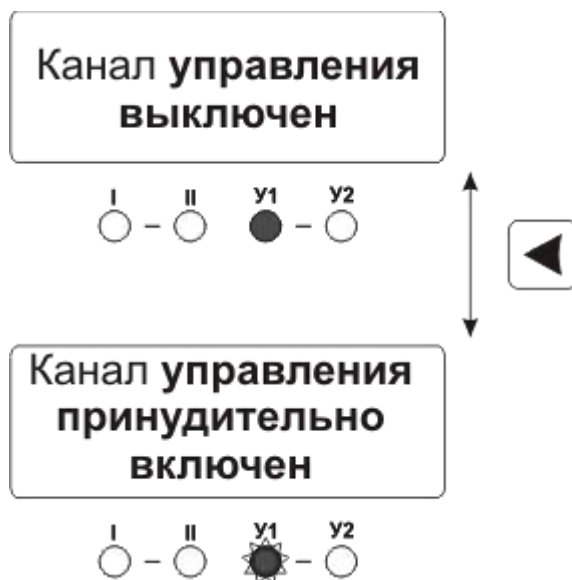 Канал управления
выключен
I II У1 У2
Канал управления
принудительно
включен
I II У1 У2